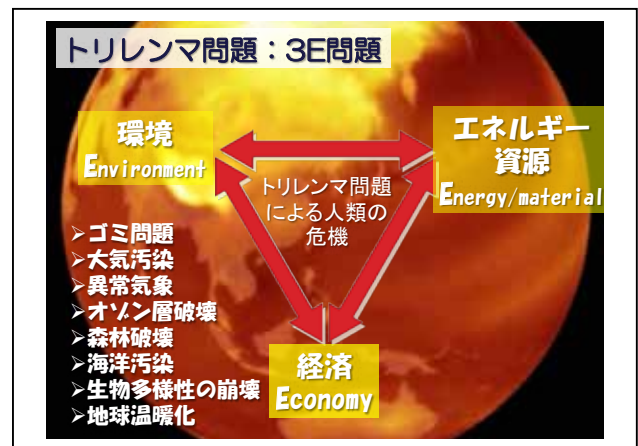 トリレンマ問題：3E問題
環境
Environment
エネルギー
資源
Energy/material
トリレンマ問題
による人類の
危機
➢ゴミ問題
➢大気汚染
➢異常気象
➢オゾン層破壊
➢森林破壊
➢海洋汚染
➢生物多様性の崩壊
➢地球温暖化
経済
Economy